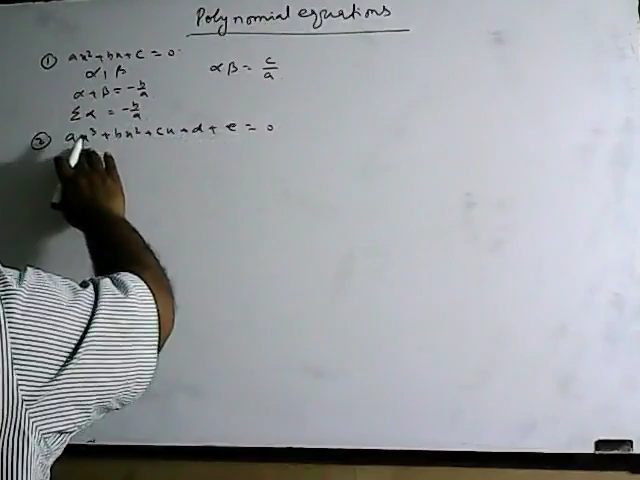 Polynomial equations
① ax² + bx + c = 0
α, β αβ = c/a
α + β = -b/a
Σα = -b/a
② ax³ + bx² + cx + d + e = 0